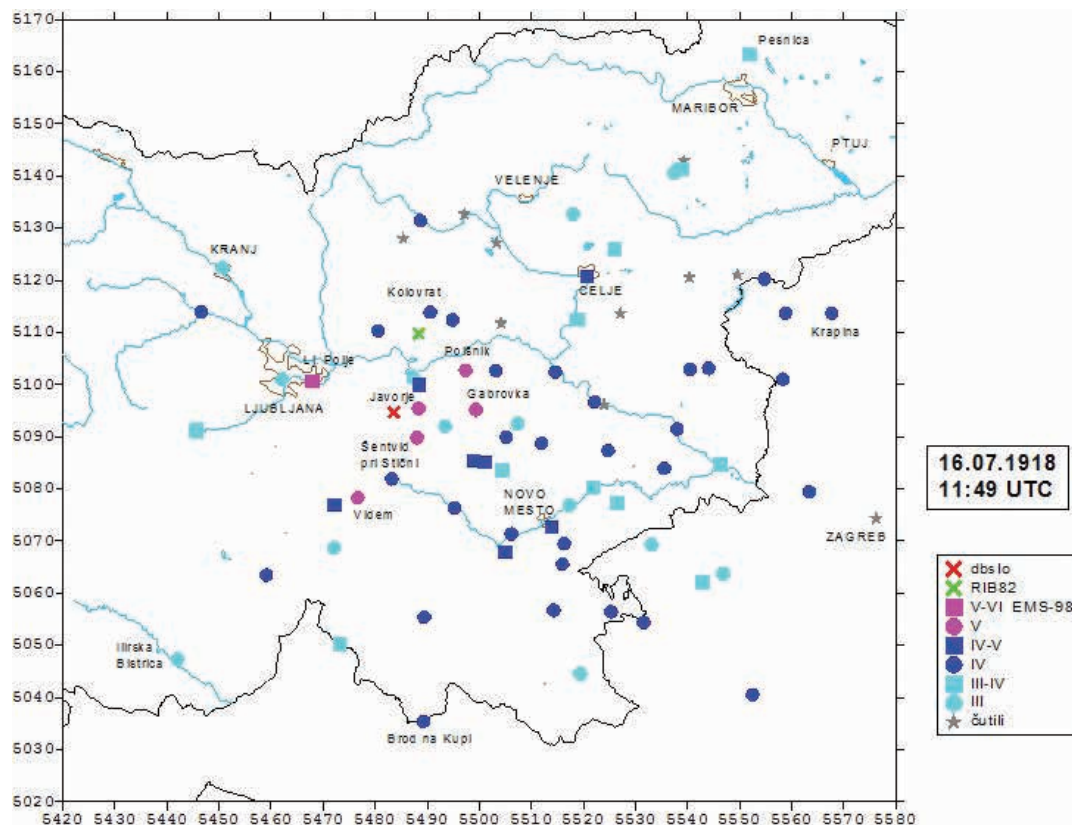 5170
5160
5150
5140
5130
5120
5110
5100
5090
5080
5070
5060
5050
5040
5030
5020
Pesnica
MARIBOR
PTUJ
VELENJE
KRANJ
CELJE
Kolovrat
Krapina
Lj. Polje
Polšnik
LJUBLJANA
Javorje
Gabrovka
Šentvid
pri Stični
Videm
NOVO
MESTO
ZAGREB
Ilirska
Bistrica
Brod na Kupi
5420 5430 5440 5450 5460 5470 5480 5490 5500 5510 5520 5530 5540 5550 5560 5570 5580
16.07.1918
11:49 UTC
dbslo
RIB82
V-VI EMS-98
V
IV-V
IV
III-IV
III
čutili